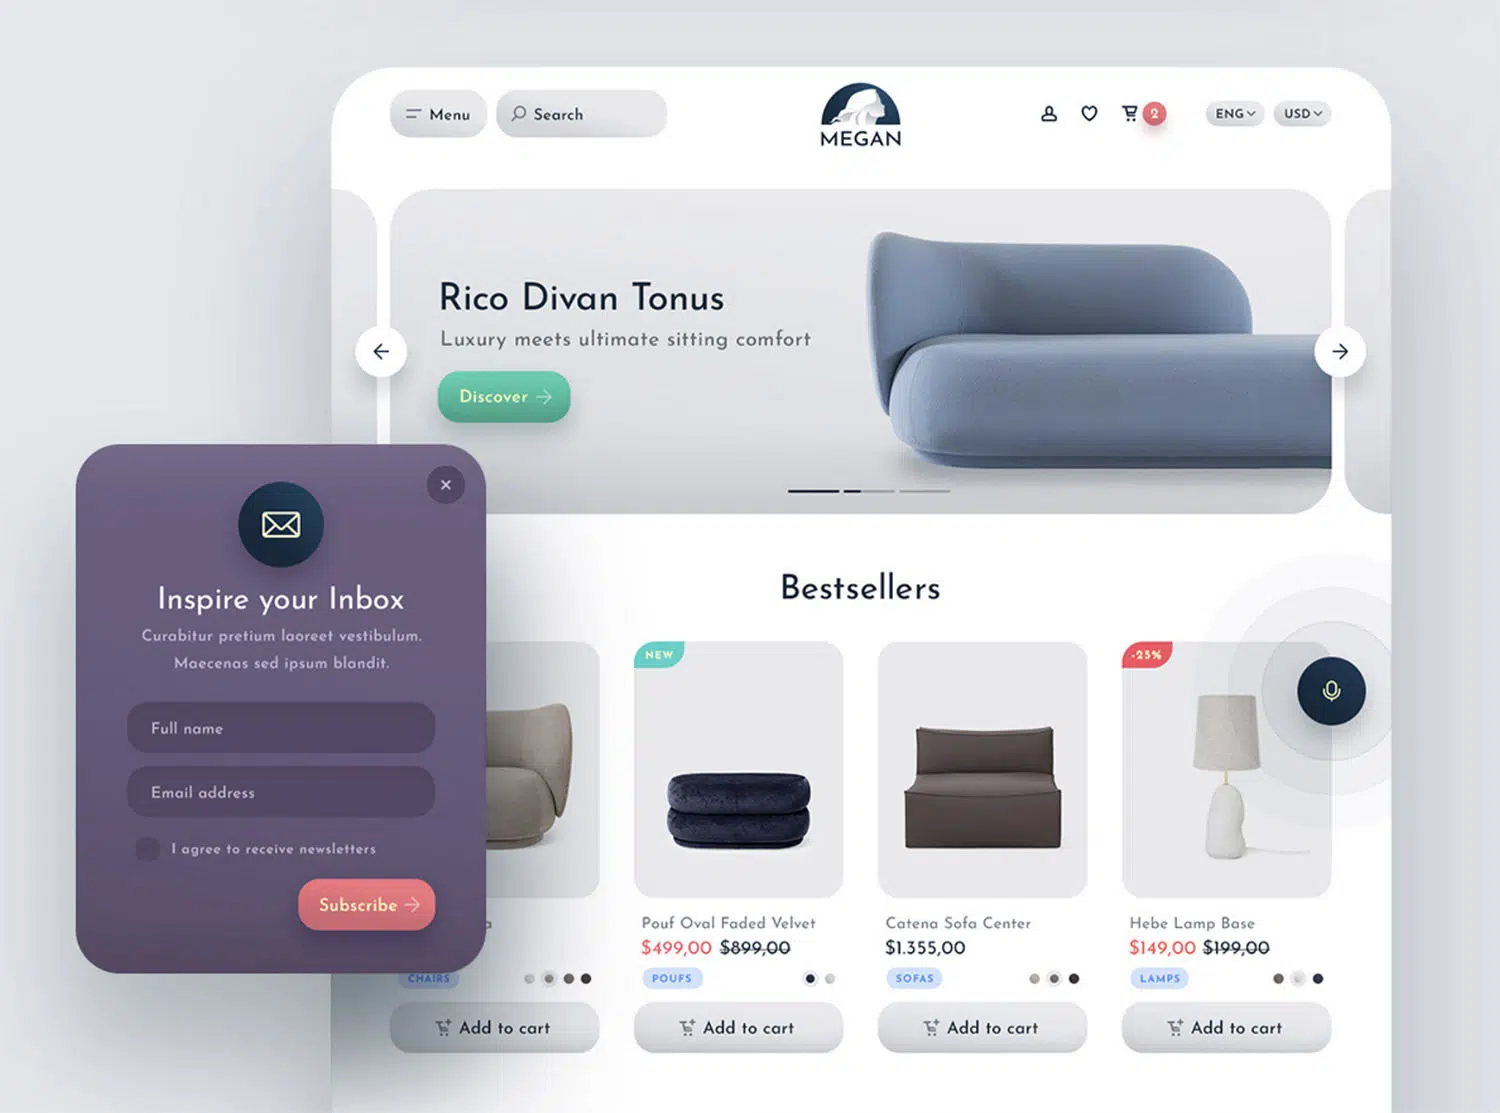 Menu
Search
MEGAN
2
ENG
USD
Rico Divan Tonus
Luxury meets ultimate sitting comfort
Discover
Inspire your Inbox
Curabitur pretium laoreet vestibulum.
Maecenas sed ipsum blandit.
Full name
Email address
I agree to receive newsletters
Subscribe
Bestsellers
NEW
-25%
a
Pouf Oval Faded Velvet
Catena Sofa Center
Hebe Lamp Base
$499,00 $899,00
$1.355,00
$149,00 $199,00
CHAIRS
POUFS
SOFAS
LAMPS
Add to cart
Add to cart
Add to cart
Add to cart